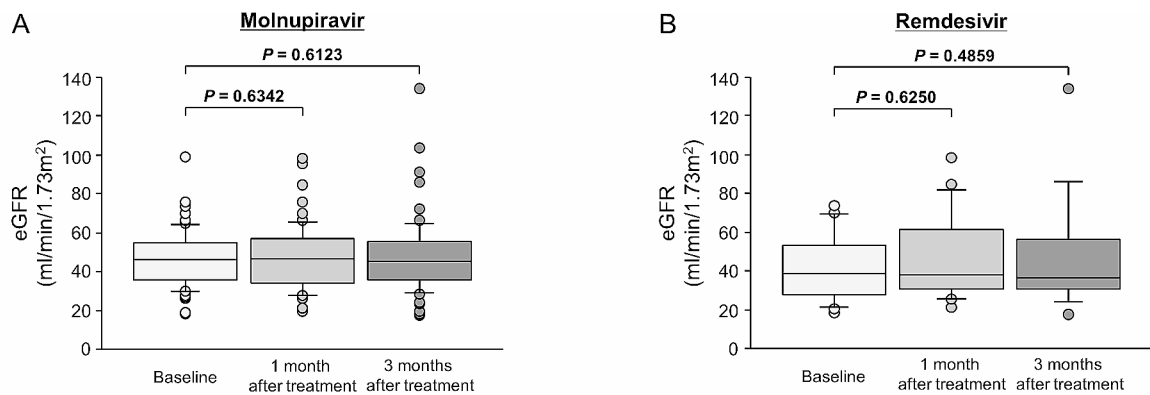 A
Molnupiravir
P = 0.6123
P = 0.6342
eGFR
(ml/min/1.73m²)
140
120
100
80
60
40
20
0
Baseline
1 month
after treatment
3 months
after treatment
B
Remdesivir
P = 0.4859
P = 0.6250
eGFR
(ml/min/1.73m²)
140
120
100
80
60
40
20
0
Baseline
1 month
after treatment
3 months
after treatment